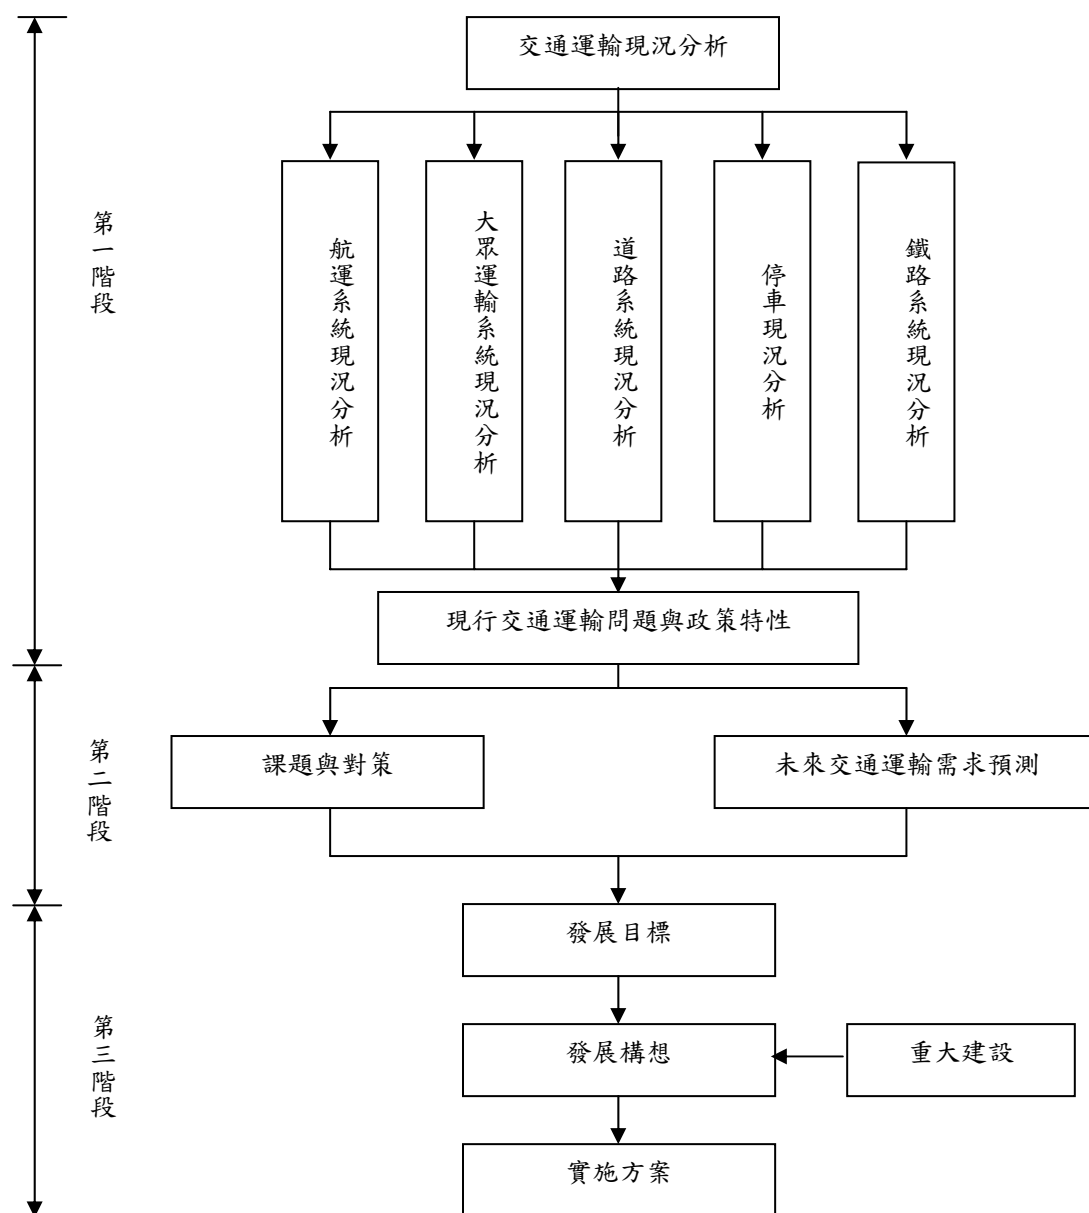 交通運輸現況分析
第一階段
航運系統現況分析
大眾運輸系統現況分析
道路系統現況分析
停車現況分析
鐵路系統現況分析
現行交通運輸問題與政策特性
第二階段
課題與對策
未來交通運輸需求預測
發展目標
第三階段
發展構想
重大建設
實施方案